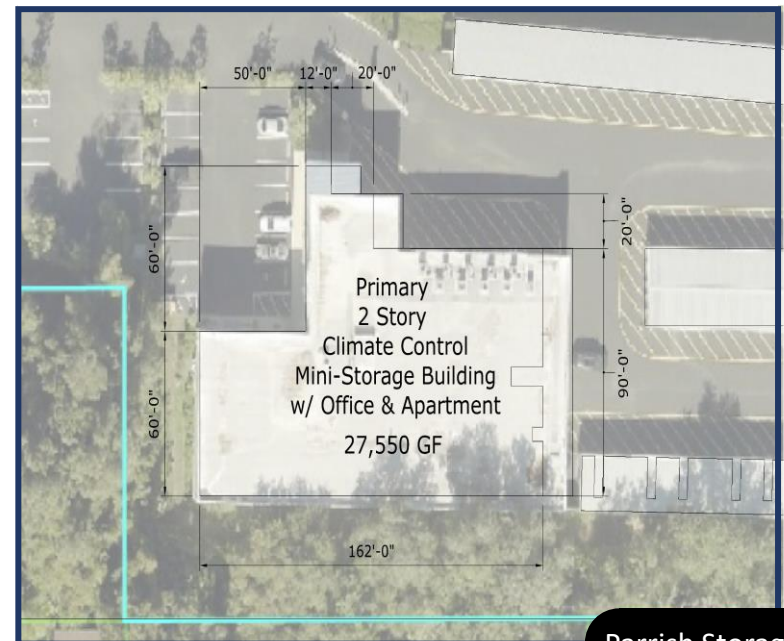 50'-0"
12'-0"
20'-0"
60'-0"
20'-0"
Primary
2 Story
Climate Control
Mini-Storage Building
w/ Office & Apartment
27,550 GF
60'-0"
90'-0"
162'-0"